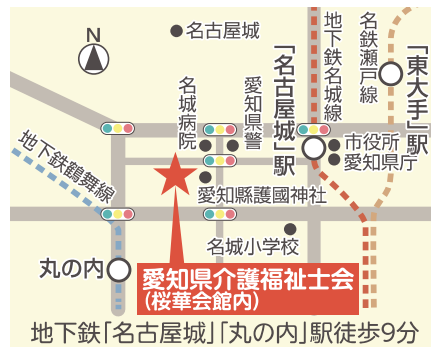 N
名古屋城
地下鉄名城線
名鉄瀬戸線
「名古屋城」駅
「東大手」駅
名城病院
愛知県警
市役所
愛知県庁
地下鉄鶴舞線
愛知縣護國神社
名城小学校
丸の内
愛知県介護福祉士会
(桜華会館内)
地下鉄「名古屋城」「丸の内」駅徒歩9分